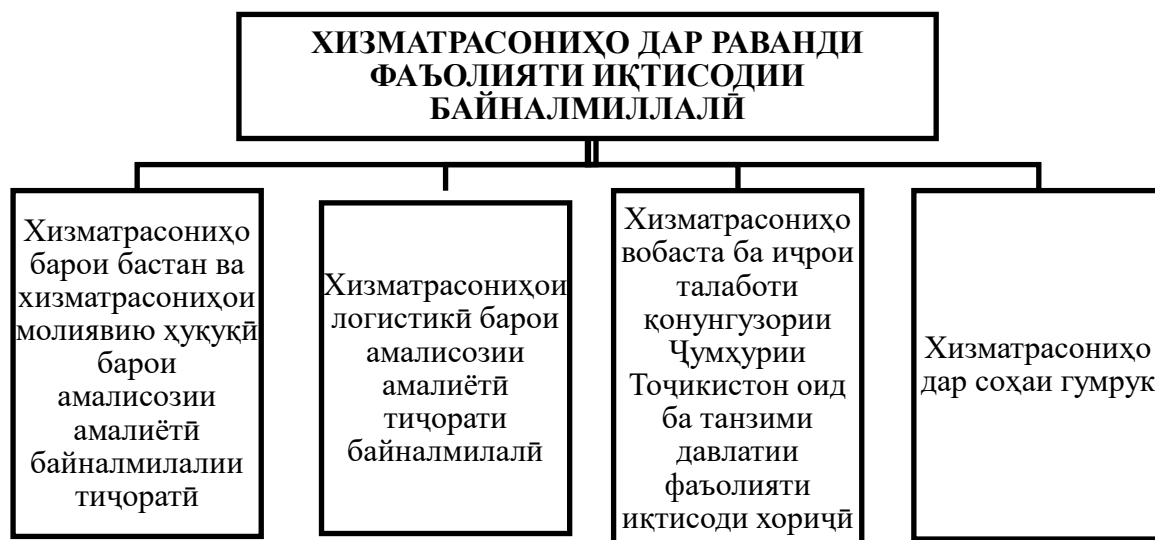 ХИЗМАТРАСОНИҲО ДАР РАВАНДИ
ФАЪОЛИЯТИ ИҚТИСОДИИ
БАЙНАЛМИЛЛАЛӢ
Хизматрасониҳо
барои бастан ва
хизматрасониҳои
молиявию ҳуқуқӣ
барои
амалисозии
амалиётӣ
байналмилалии
тиҷоратӣ
Хизматрасониҳои
логистикӣ барои
амалисозии
амалиётӣ
тиҷорати
байналмилалӣ
Хизматрасониҳо
вобаста ба иҷрои
талаботи
қонунгузории
Ҷумҳурии
Тоҷикистон оид
ба танзими
давлатии
фаъолияти
иқтисоди хориҷӣ
Хизматрасониҳо
дар соҳаи гумрук